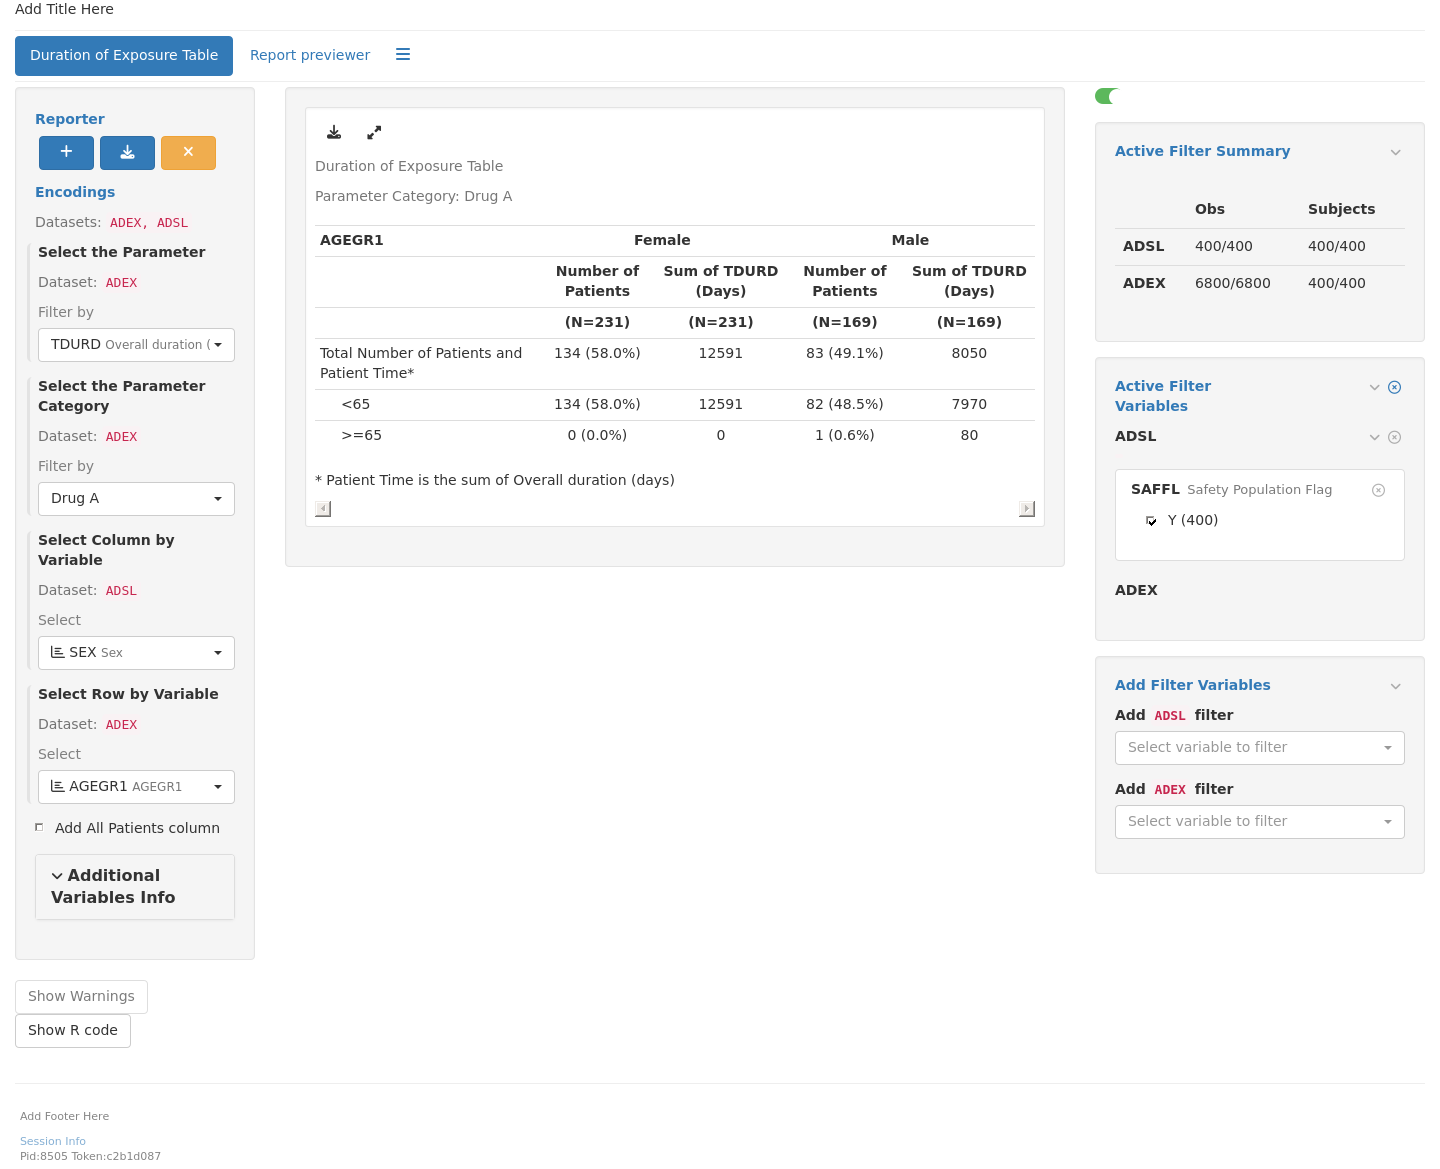 Add Title Here
Duration of Exposure Table
Report previewer
Reporter
Encodings
Datasets: ADEX, ADSL
Select the Parameter
Dataset: ADEX
Filter by
TDURD Overall duration (
Select the Parameter
Category
Dataset: ADEX
Filter by
Drug A
Select Column by
Variable
Dataset: ADSL
Select
SEX Sex
Select Row by Variable
Dataset: ADEX
Select
AGEGR1 AGEGR1
Add All Patients column
Additional
Variables Info
Show Warnings
Show R code
Duration of Exposure Table
Parameter Category: Drug A
AGEGR1 Female Male
Number of Patients Sum of TDURD (Days) Number of Patients Sum of TDURD (Days)
(N=231) (N=231) (N=169) (N=169)
Total Number of Patients and
Patient Time* 134 (58.0%) 12591 83 (49.1%) 8050
<65 134 (58.0%) 12591 82 (48.5%) 7970
>=65 0 (0.0%) 0 1 (0.6%) 80
* Patient Time is the sum of Overall duration (days)
Active Filter Summary
Obs Subjects
ADSL 400/400 400/400
ADEX 6800/6800 400/400
Active Filter
Variables
ADSL
SAFFL Safety Population Flag
Y (400)
ADEX
Add Filter Variables
Add ADSL filter
Select variable to filter
Add ADEX filter
Select variable to filter
Add Footer Here
Session Info
Pid:8505 Token:c2b1d087